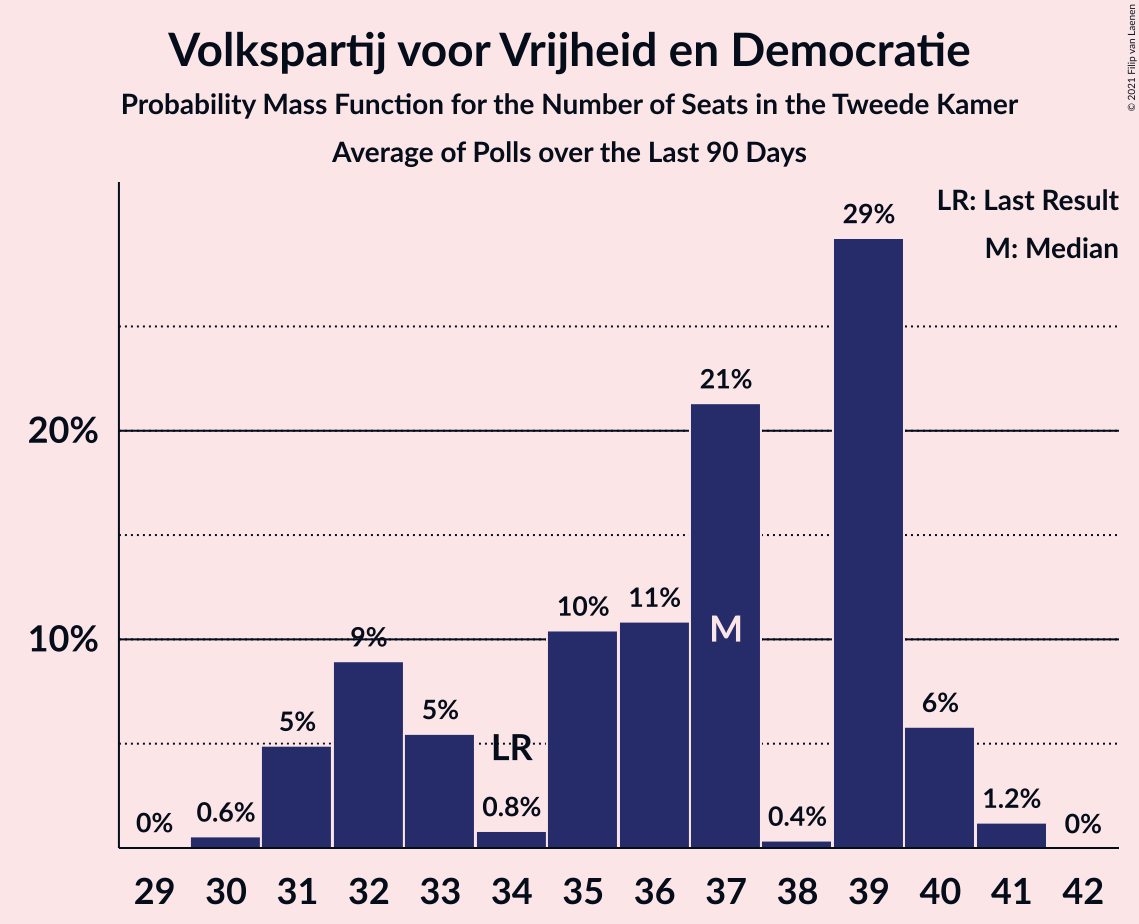 Volkspartij voor Vrijheid en Democratie
Probability Mass Function for the Number of Seats in the Tweede Kamer
Average of Polls over the Last 90 Days
© 2021 Filip van Laenen
LR: Last Result
M: Median
29%
21%
20%
11%
10%
M
10%
9%
6%
5%
5%
LR
1.2%
0.8%
0.6%
0.4%
0%
0%
29 30 31 32 33 34 35 36 37 38 39 40 41 42